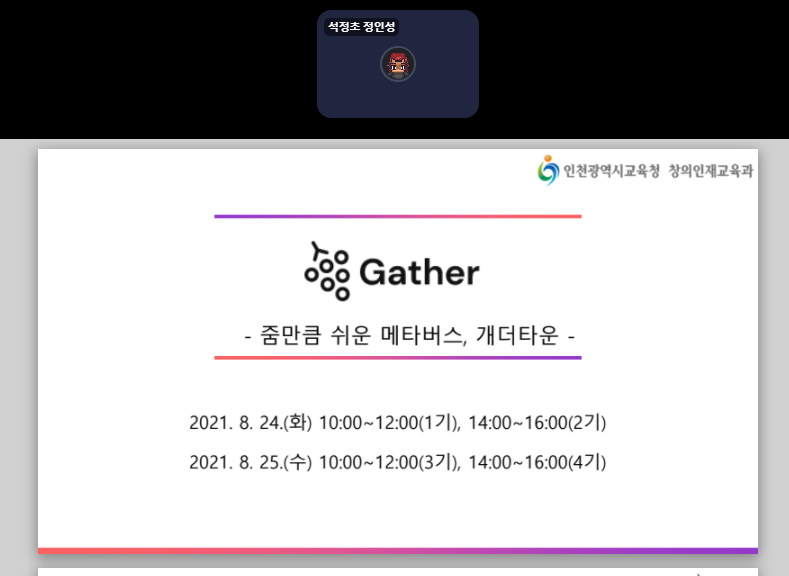 석정초 정인성
인천광역시교육청 창의인재교육과
Gather
- 줌만큼 쉬운 메타버스, 개더타운 -
2021. 8. 24.(화) 10:00~12:00(1기), 14:00~16:00(2기)
2021. 8. 25.(수) 10:00~12:00(3기), 14:00~16:00(4기)